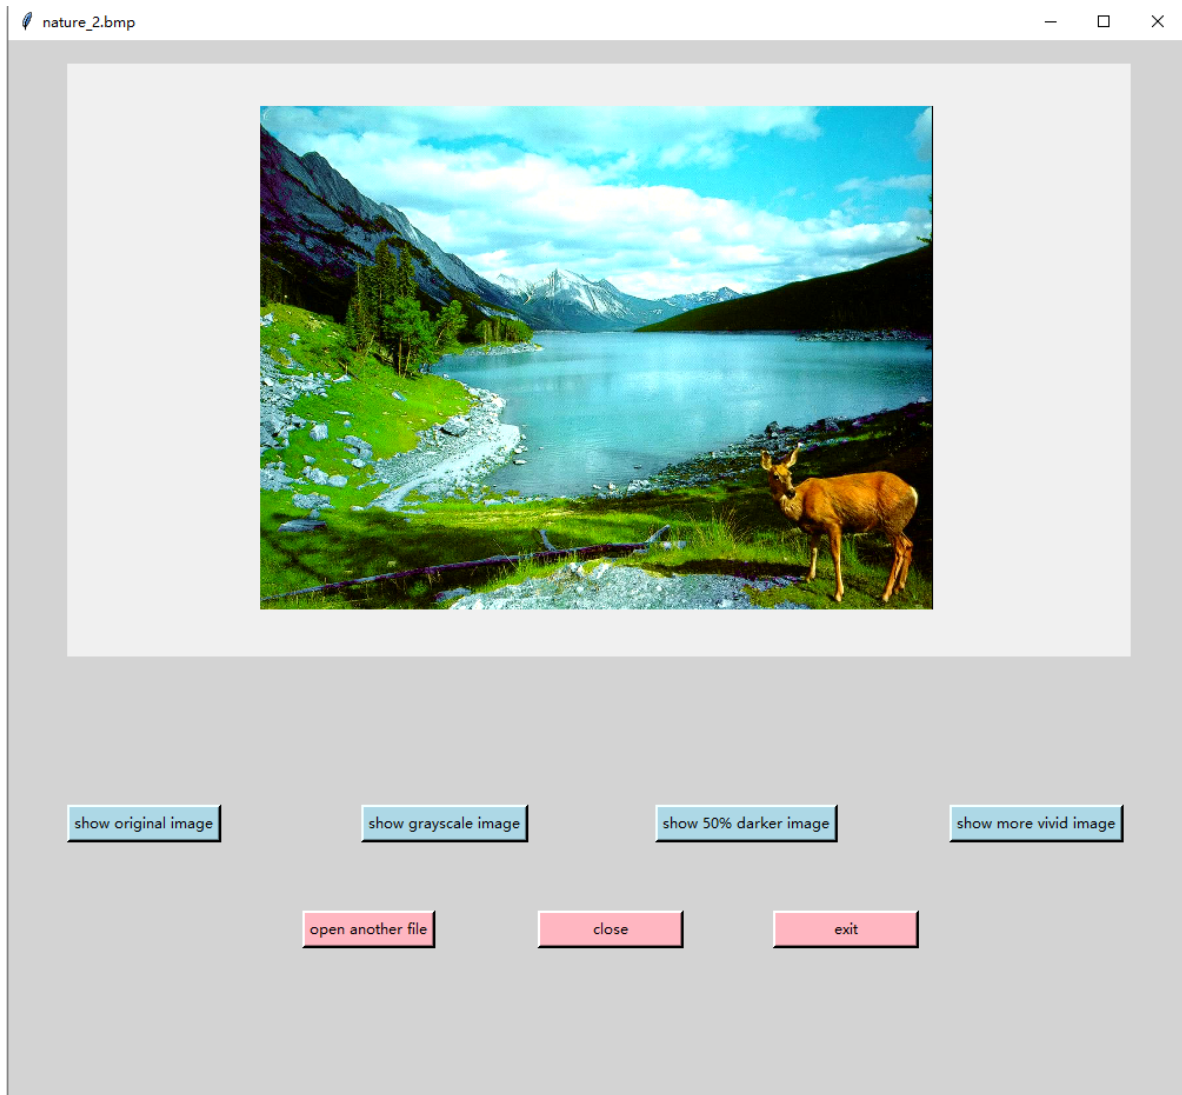 nature_2.bmp
show original image
show grayscale image
show 50% darker image
show more vivid image
open another file
close
exit